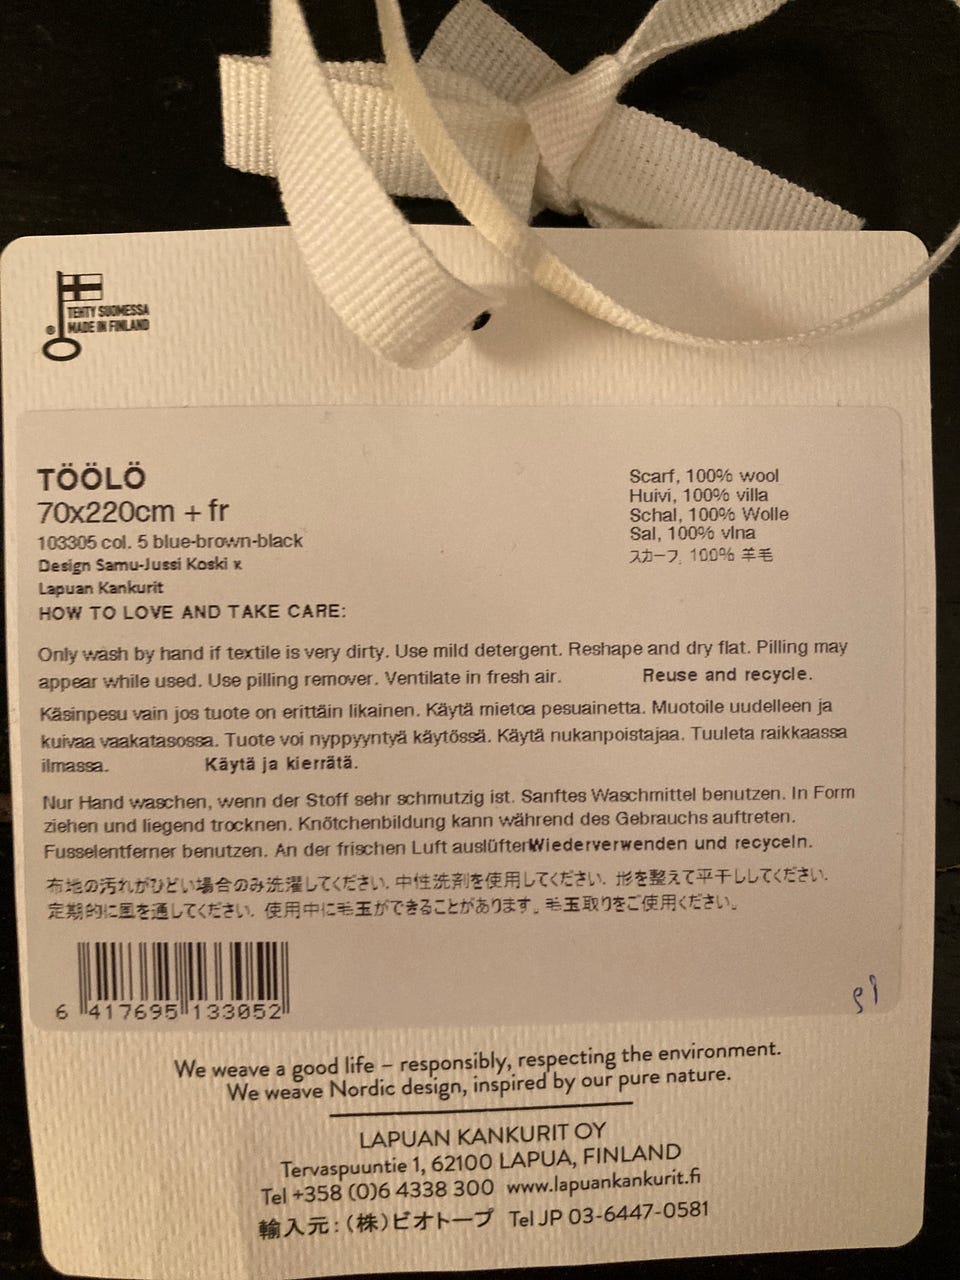 TEHTY SUOMESSA
® MADE IN FINLAND
TÖÖLÖ
70x220cm + fr
103305 col. 5 blue-brown-black
Design Samu-Jussi Koski x
Lapuan Kankurit
HOW TO LOVE AND TAKE CARE:
Scarf, 100% wool
Huivi, 100% villa
Schal, 100% Wolle
Sal, 100% vlna
スカーフ, 100% 羊毛
Only wash by hand if textile is very dirty. Use mild detergent. Reshape and dry flat. Pilling may
appear while used. Use pilling remover. Ventilate in fresh air. Reuse and recycle.
Käsinpesu vain jos tuote on erittäin likainen. Käytä mietoa pesuainetta. Muotoile uudelleen ja
kuivaa vaakatasossa. Tuote voi nyppyyntyä käytössä. Käytä nukanpoistajaa. Tuuleta raikkaassa
ilmassa. Käytä ja kierrätä.
Nur Hand waschen, wenn der Stoff sehr schmutzig ist. Sanftes Waschmittel benutzen. In Form
ziehen und liegend trocknen. Knötchenbildung kann während des Gebrauchs auftreten.
Fusselentferner benutzen. An der frischen Luft auslüfterWiederverwenden und recyceln.
布地の汚れがひどい場合のみ洗濯してください. 中性洗剤を使用してください. 形を整えて平干ししてください.
定期的に風を通してください. 使用中に毛玉ができることがあります。毛玉取りをご使用ください。
6 417695 133052
We weave a good life – responsibly, respecting the environment.
We weave Nordic design, inspired by our pure nature.
LAPUAN KANKURIT OY
Tervaspuuntie 1, 62100 LAPUA, FINLAND
Tel +358 (0)6 4338 300 www.lapuankankurit.fi
輸入元：(株)ビオトープ Tel JP 03-6447-0581